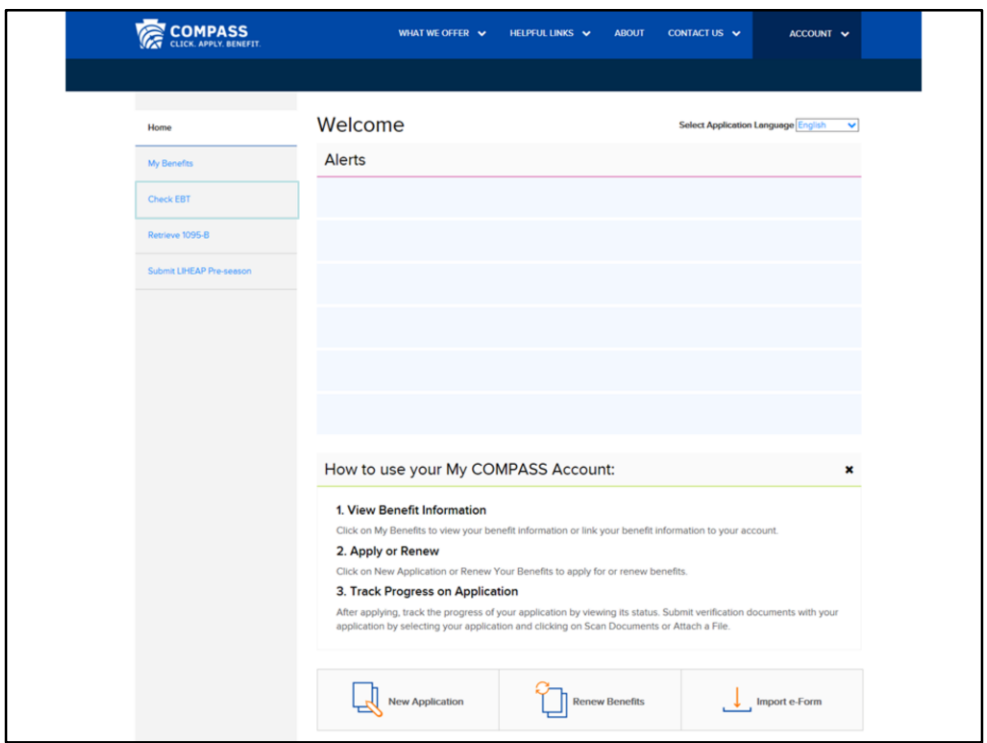 COMPASS
CLICK. APPLY. BENEFIT.
WHAT WE OFFER HELPFUL LINKS ABOUT CONTACT US ACCOUNT
Home
My Benefits
Check EBT
Retrieve 1095-B
Submit LIHEAP Pre-season
Welcome
Select Application Language English
Alerts
How to use your My COMPASS Account:
1. View Benefit Information
Click on My Benefits to view your benefit information or link your benefit information to your account.
2. Apply or Renew
Click on New Application or Renew Your Benefits to apply for or renew benefits.
3. Track Progress on Application
After applying, track the progress of your application by viewing its status. Submit verification documents with your
application by selecting your application and clicking on Scan Documents or Attach a File.
New Application
Renew Benefits
Import e-Form